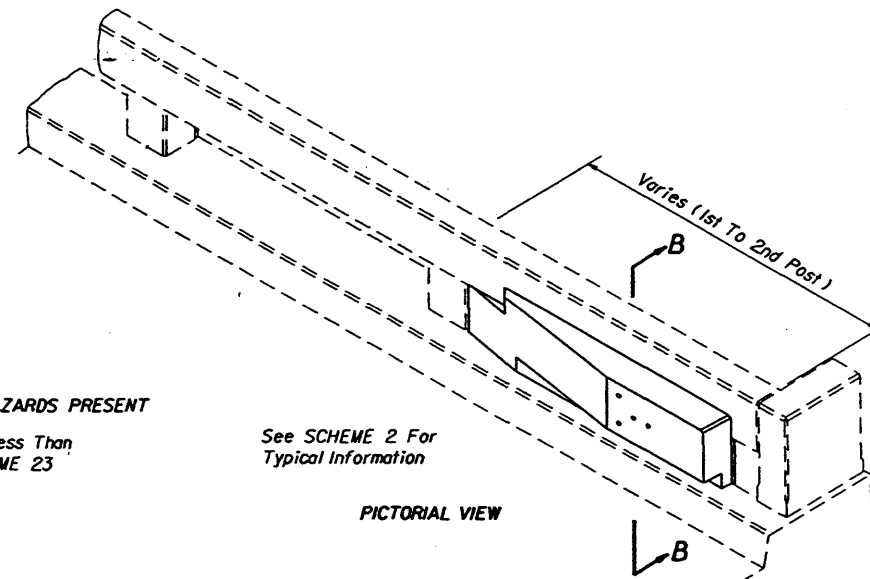 Varies (1st To 2nd Post)
B
ZARDS PRESENT
ess Than
ME 23
See SCHEME 2 For
Typical Information
PICTORIAL VIEW
B